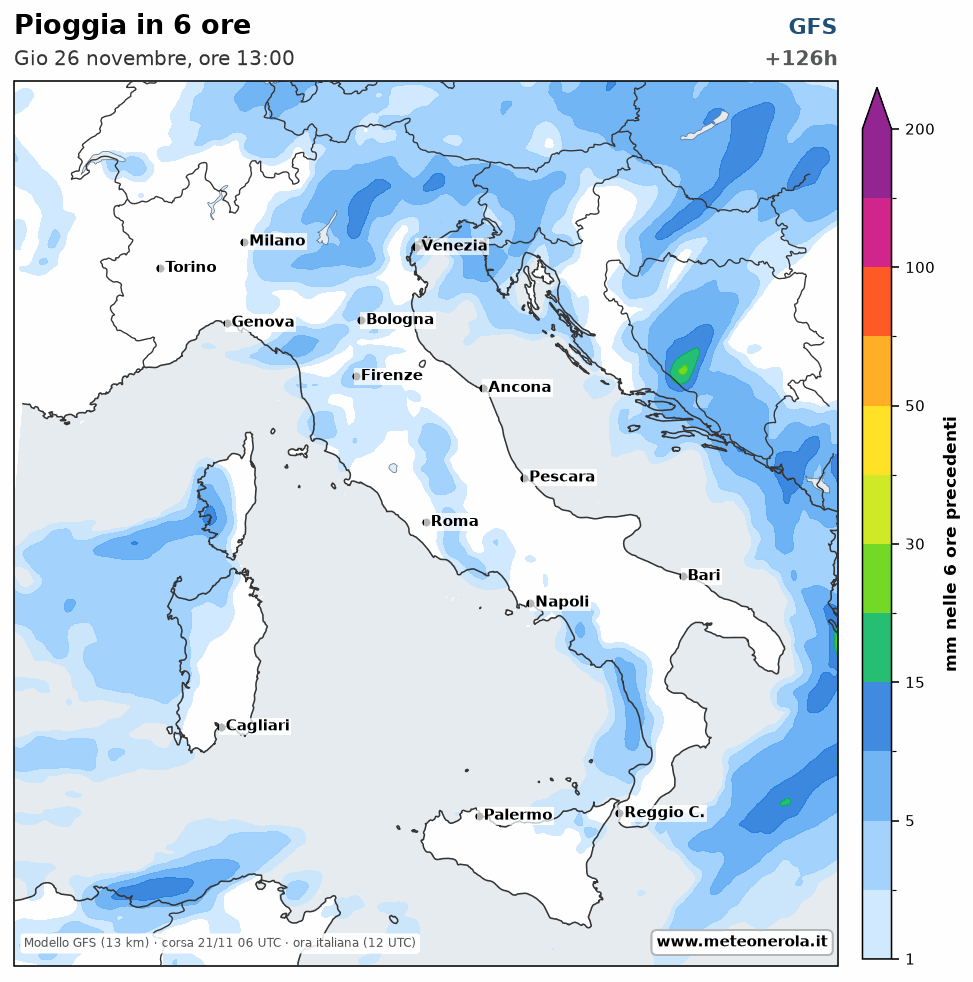 Pioggia in 6 ore
GFS
Gio 26 novembre, ore 13:00
+126h
Milano
Venezia
Torino
Genova
Bologna
Firenze
Ancona
Pescara
Roma
Bari
Napoli
Cagliari
Palermo
Reggio C.
200
100
50
30
15
5
1
mm nelle 6 ore precedenti
Modello GFS (13 km) · corsa 21/11 06 UTC · ora italiana (12 UTC)
www.meteonerola.it